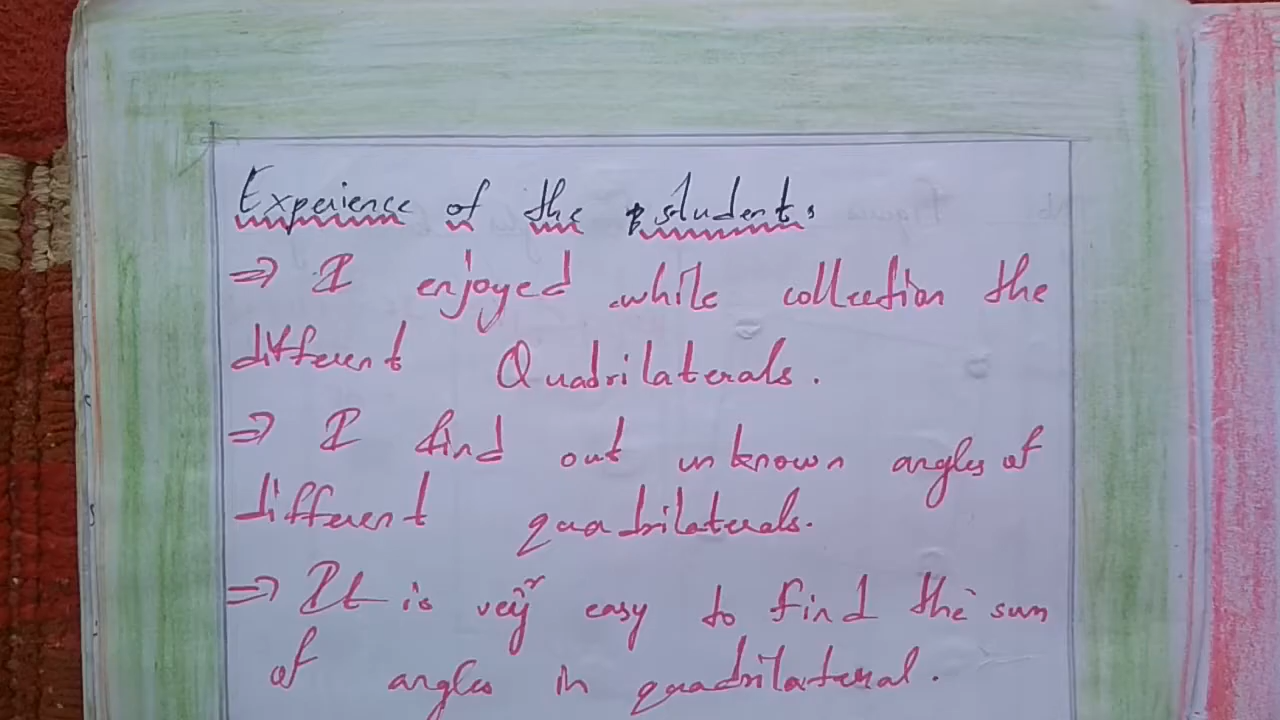 Experience of the student,
⇒ I enjoyed while collection the
different Quadrilaterals.
⇒ I find out unknown angles of
different quadrilaterals.
⇒ It is very easy to find the sum
of angles in quadrilateral.